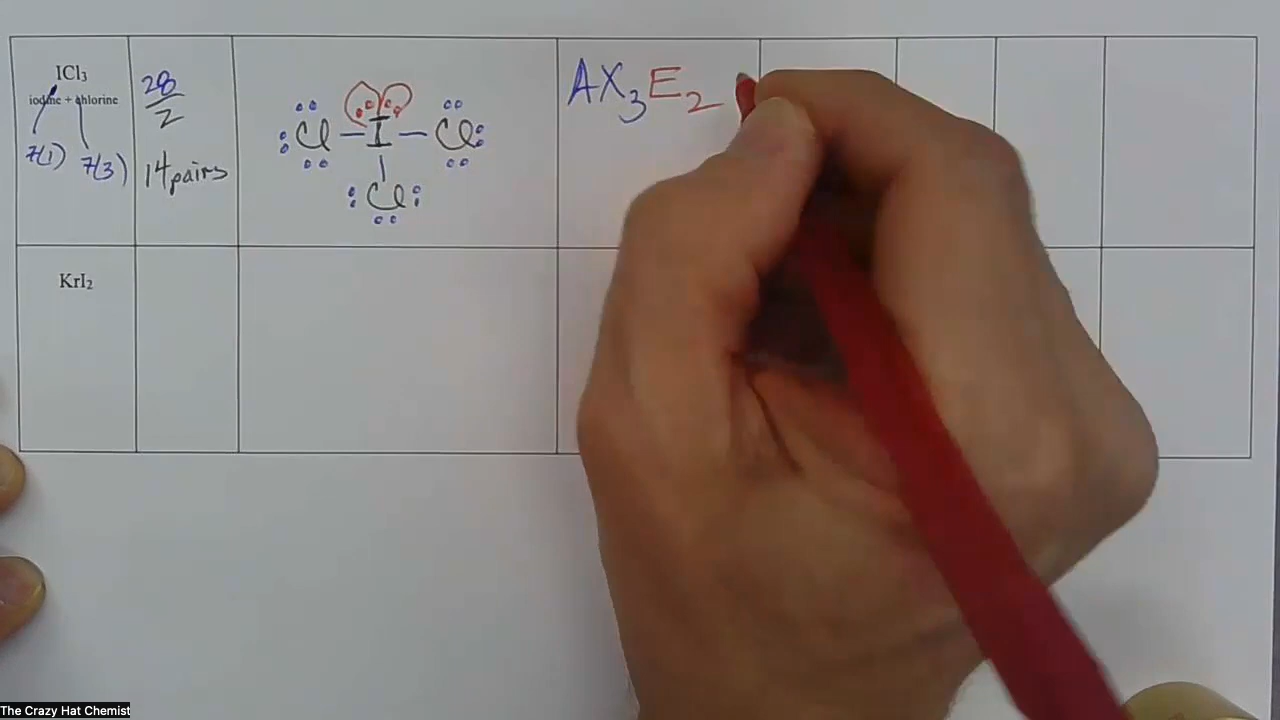 ICl₃
iodine + chlorine
7(1) 7(3)
28
2
14 pairs
Cl — I — Cl
Cl
AX₃E₂
KrI₂
The Crazy Hat Chemist